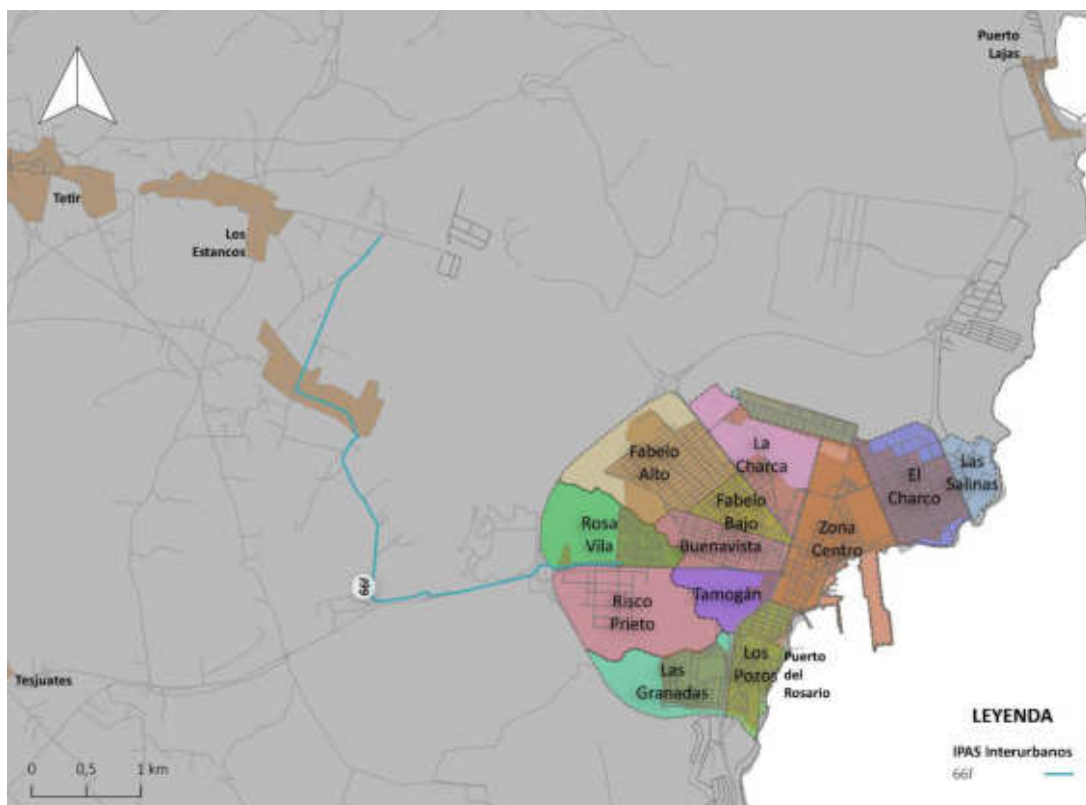 Puerto
Lajas
Tetir
Los
Estancos
La
Charca
Fabelo
Alto
El
Charco
Las
Salinas
Fabelo
Bajo
Zona
Centro
Rosa
Vila
Buenavista
Tamogán
Risco
Prieto
Las
Granadas
Los
Pozos
Puerto
del
Rosario
Tesjuates
LEYENDA
IPAS Interurbanos
0 0,5 1 km